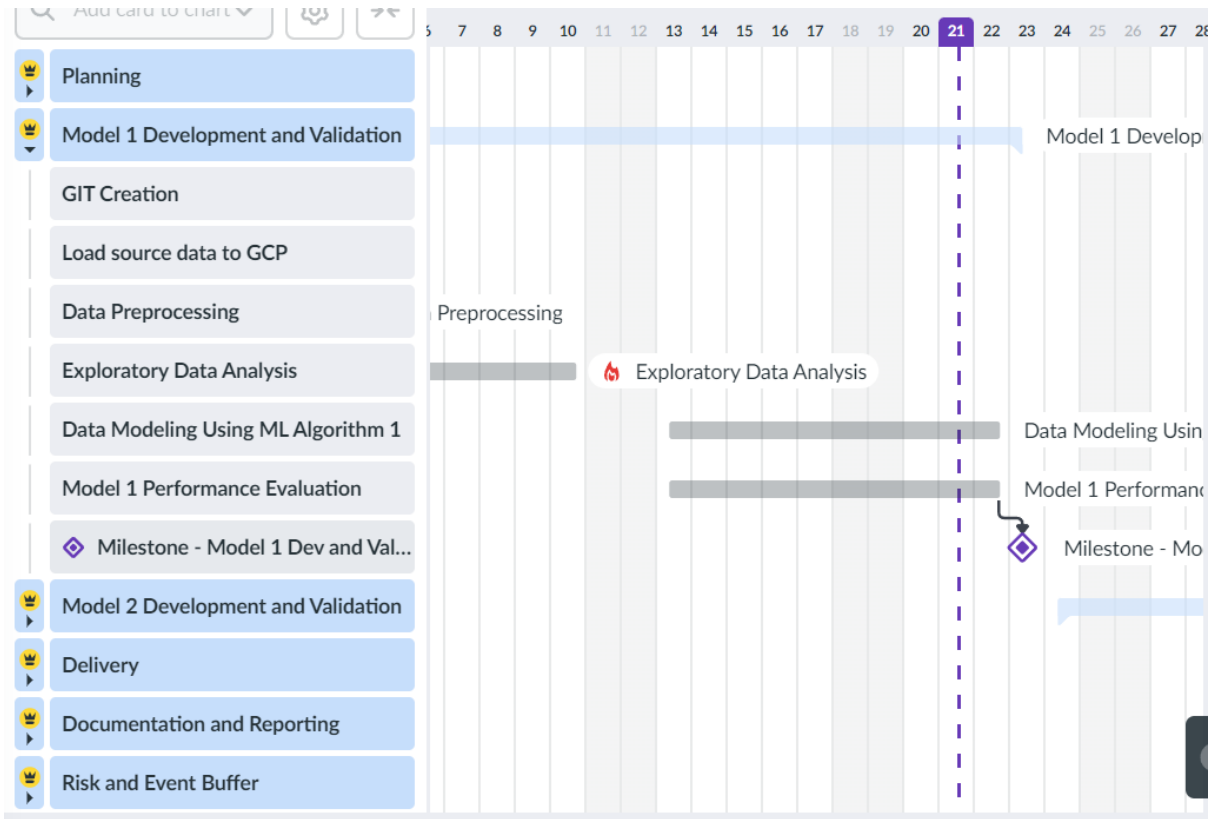 Add card to chart
6 7 8 9 10 11 12 13 14 15 16 17 18 19 20 21 22 23 24 25 26 27 28
Planning
Model 1 Development and Validation
Model 1 Develop
GIT Creation
Load source data to GCP
Data Preprocessing
Preprocessing
Exploratory Data Analysis
Exploratory Data Analysis
Data Modeling Using ML Algorithm 1
Data Modeling Usin
Model 1 Performance Evaluation
Model 1 Performanc
Milestone - Model 1 Dev and Val...
Milestone - Mo
Model 2 Development and Validation
Delivery
Documentation and Reporting
Risk and Event Buffer